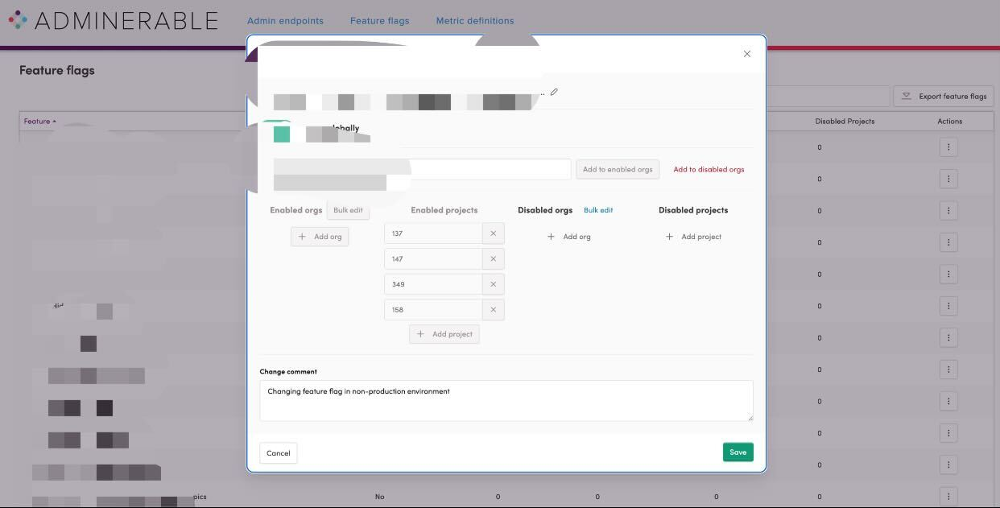 ADMINERABLE
Admin endpoints Feature flags Metric definitions
Feature flags
..
Export feature flags
Feature Disabled Projects Actions
lobally
0
Add to enabled orgs Add to disabled orgs
0
Enabled orgs Bulk edit Enabled projects Disabled orgs Bulk edit Disabled projects
0
+ Add org 137 × + Add org + Add project
0
147 ×
349 ×
0
158 ×
0
+ Add project
0
Change comment
0
Changing feature flag in non-production environment
0
0
Cancel Save
0
pics No 0 0 0 0